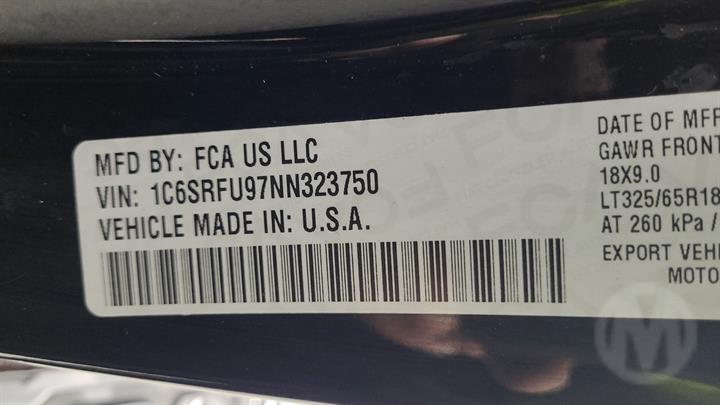 MFD BY: FCA US LLC
VIN: 1C6SRFU97NN323750
VEHICLE MADE IN: U.S.A.
DATE OF MFR
GAWR FRONT
18X9.0
LT325/65R18
AT 260 kPa /
EXPORT VEHI
MOTO
M